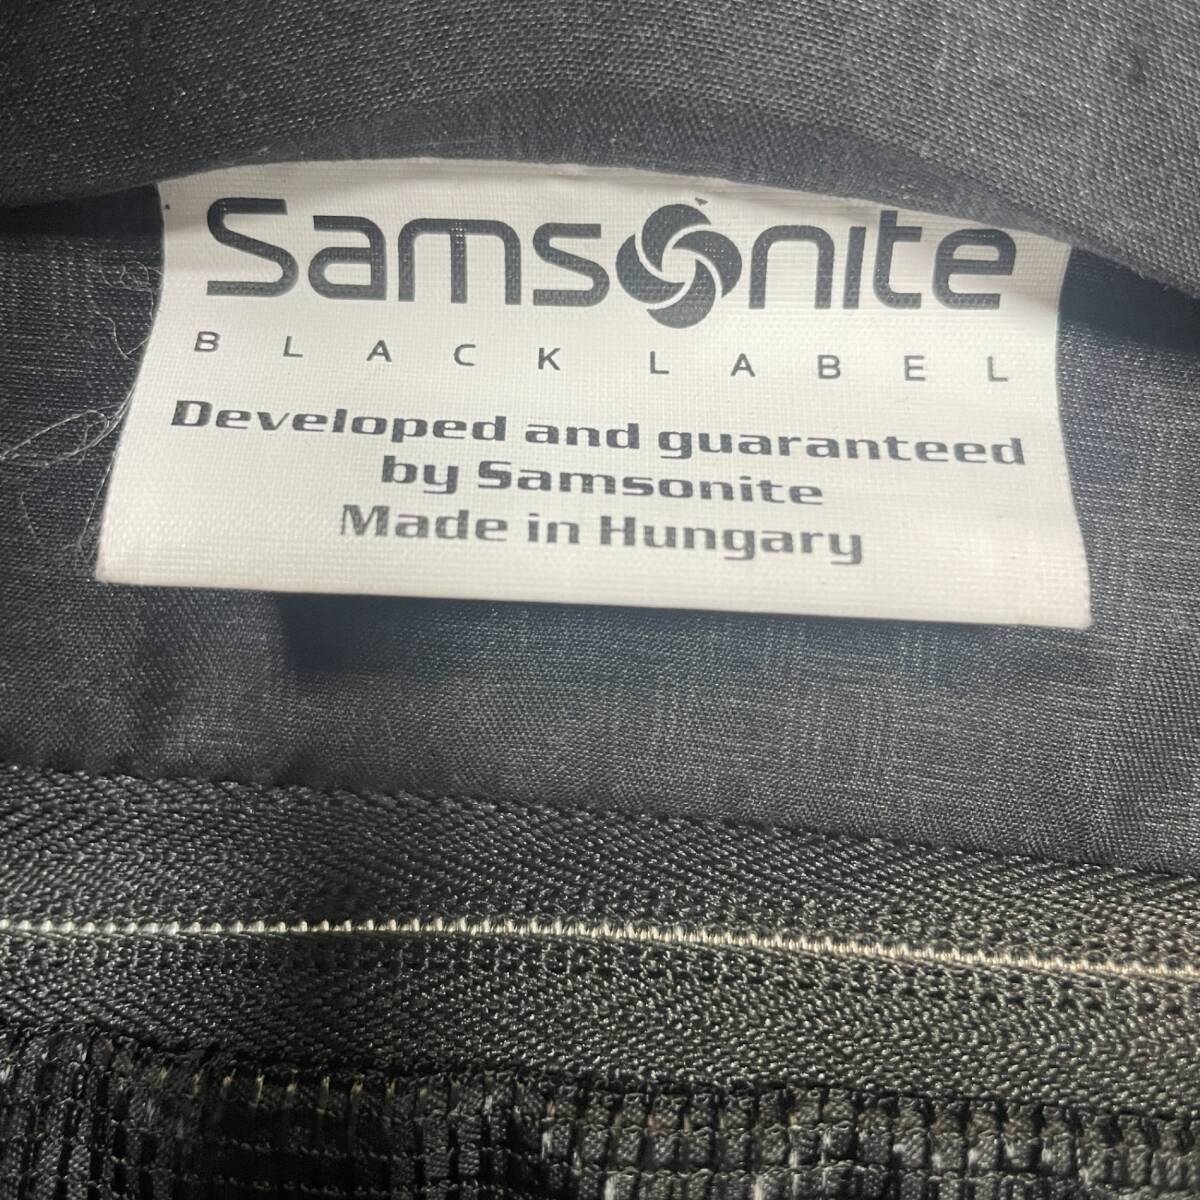 Samsonite
BLACK LABEL
Developed and guaranteed
by Samsonite
Made in Hungary